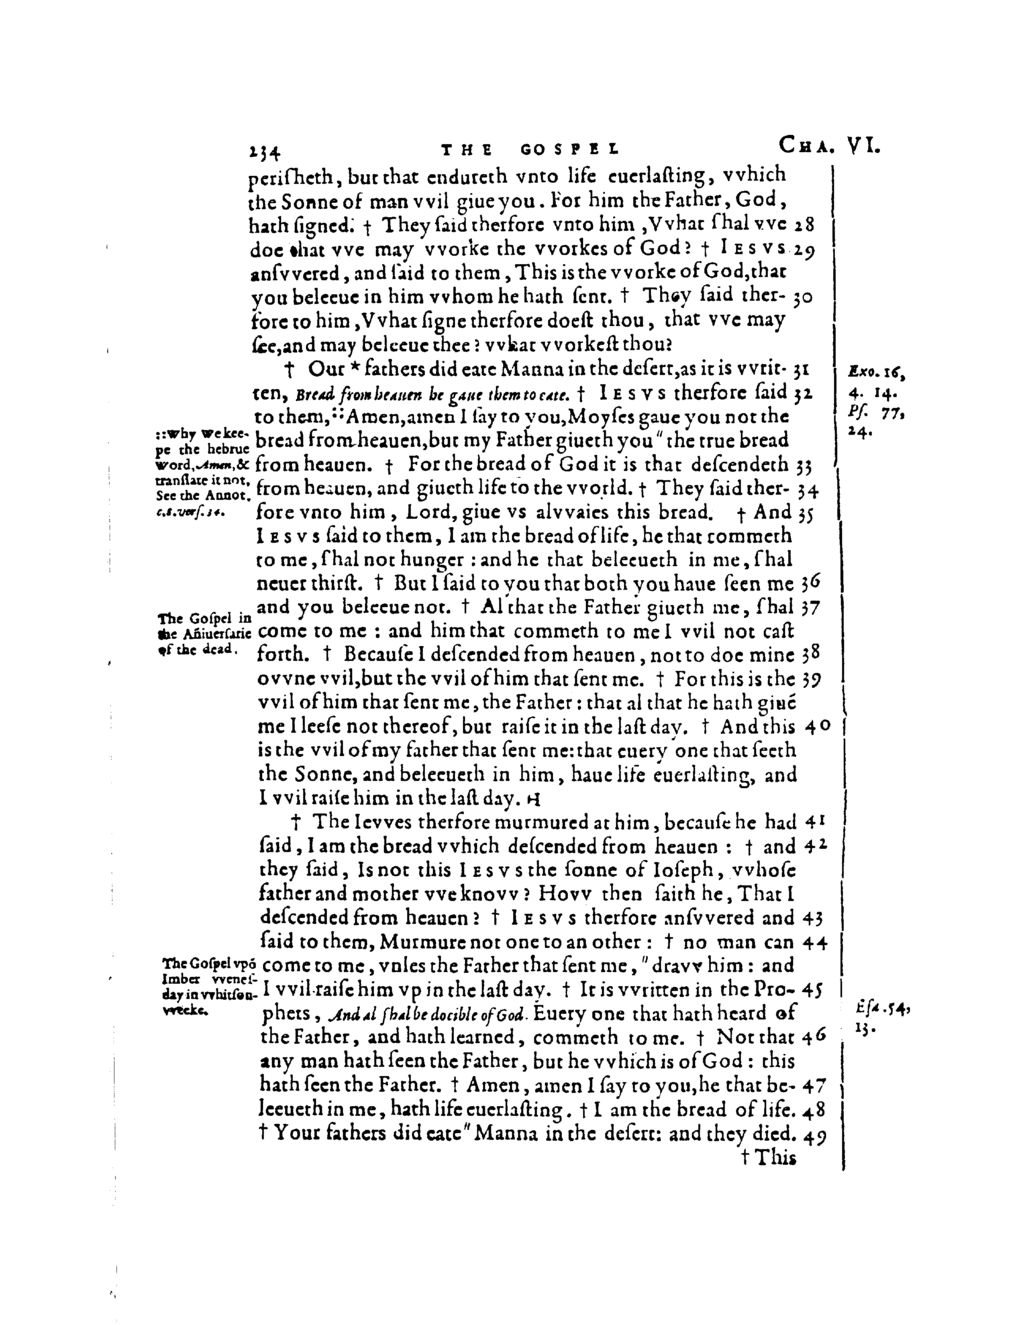 234 THE GOSPEL CHA. VI.
periſheth, but that endureth vnto life euerlaſting, vvhich
the Sonne of man vvil giue you. For him the Father, God,
hath ſigned. † They ſaid therfore vnto him, Vvhat ſhal vve 28
doe that vve may vvorke the vvorkes of God? † IESVS 29
anſvvered, and ſaid to them, This is the vvorke of God, that
you beleeue in him vvhom he hath ſent. † They ſaid ther- 30
fore to him, Vvhat ſigne therfore doeſt thou, that vve may
ſee, and may beleeue thee? vvhat vvorkeſt thou?
† Our * fathers did eate Manna in the deſert, as it is vvrit- 31
ten, Bread from heauen he gaue them to eate. † IESVS therfore ſaid 32
to them, :: Amen, amen I ſay to you, Moyſes gaue you not the
bread from heauen, but my Father giueth you " the true bread
from heauen. † For the bread of God it is that deſcendeth 33
from heauen, and giueth life to the vvorld. † They ſaid ther- 34
fore vnto him, Lord, giue vs alvvaies this bread. † And 35
IESVS ſaid to them, I am the bread of life, he that commeth
to me, ſhal not hunger: and he that beleeueth in me, ſhal
neuer thirſt. † But I ſaid to you that both you haue ſeen me 36
and you beleeue not. † Al that the Father giueth me, ſhal 37
come to me: and him that commeth to me I vvil not caſt
forth. † Becauſe I deſcended from heauen, not to doe mine 38
ovvne vvil, but the vvil of him that ſent me. † For this is the 39
vvil of him that ſent me, the Father: that al that he hath giué
me I leeſe not thereof, but raiſe it in the laſt day. † And this 40
is the vvil of my father that ſent me: that euery one that ſeeth
the Sonne, and beleeueth in him, haue life euerlaſting, and
I vvil raiſe him in the laſt day.
† The Ievves therfore murmured at him, becauſe he had 41
ſaid, I am the bread vvhich deſcended from heauen: † and 42
they ſaid, Is not this IESVS the ſonne of Ioſeph, vvhoſe
father and mother vve knovv? Hovv then ſaith he, That I
deſcended from heauen? † IESVS therfore anſvvered and 43
ſaid to them, Murmure not one to an other: † no man can 44
come to me, vnles the Father that ſent me, " dravv him: and
I vvil raiſe him vp in the laſt day. † It is vvritten in the Pro- 45
phets, And al ſhal be docible of God. Euery one that hath heard of
the Father, and hath learned, commeth to me. † Not that 46
any man hath ſeen the Father, but he vvhich is of God: this
hath ſeen the Father. † Amen, amen I ſay to you, he that be- 47
leeueth in me, hath life euerlaſting. † I am the bread of life. 48
† Your fathers did eate " Manna in the deſert: and they died. 49
† This
:: Why we kee-
pe the hebrue
word, Amen, &
tranſlate it not,
See the Annot.
c.8. verſ. 34.
The Goſpel in
the Añiuerſarie
of the dead.
The Goſpel vpō
Imber vveneſ-
day in vvhitſon-
vveeke.
Exo. 16,
4. 14.
Pſ. 77,
24.
Eſa. 54,
13.